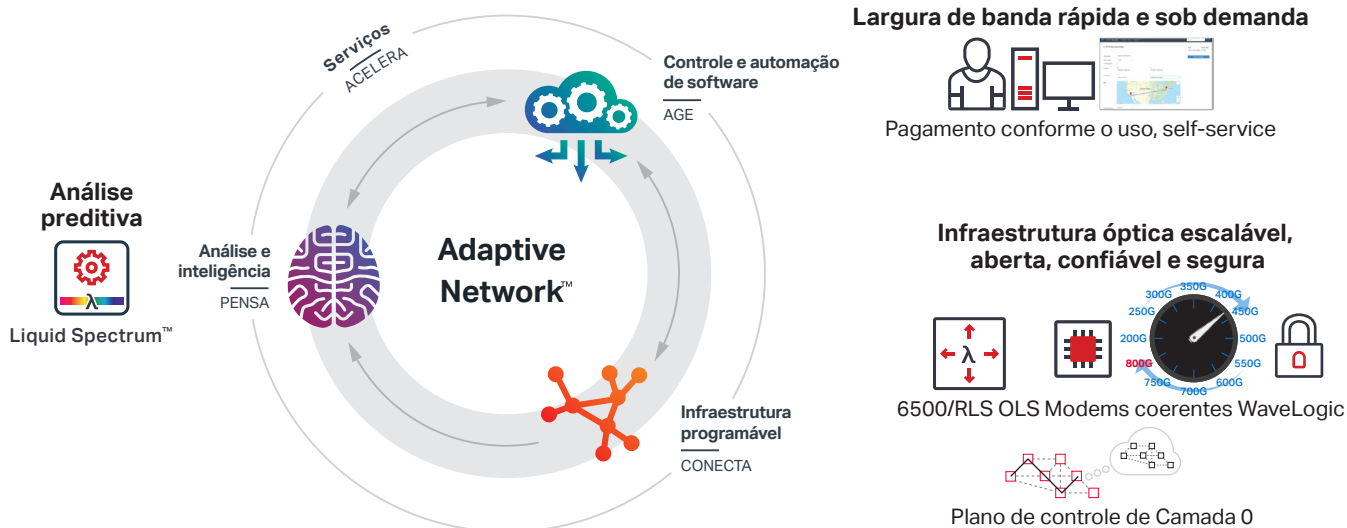 Largura de banda rápida e sob demanda
Pagamento conforme o uso, self-service
Serviços
ACELERA
Controle e automação
de software
AGE
Análise
preditiva
Liquid Spectrum™
Análise e
inteligência
PENSA
Adaptive
Network™
Infraestrutura
programável
CONECTA
Infraestrutura óptica escalável,
aberta, confiável e segura
λ
λ
350G
300G
400G
250G
450G
200G
500G
800G
550G
750G
600G
700G
6500/RLS OLS Modems coerentes WaveLogic
Plano de controle de Camada 0